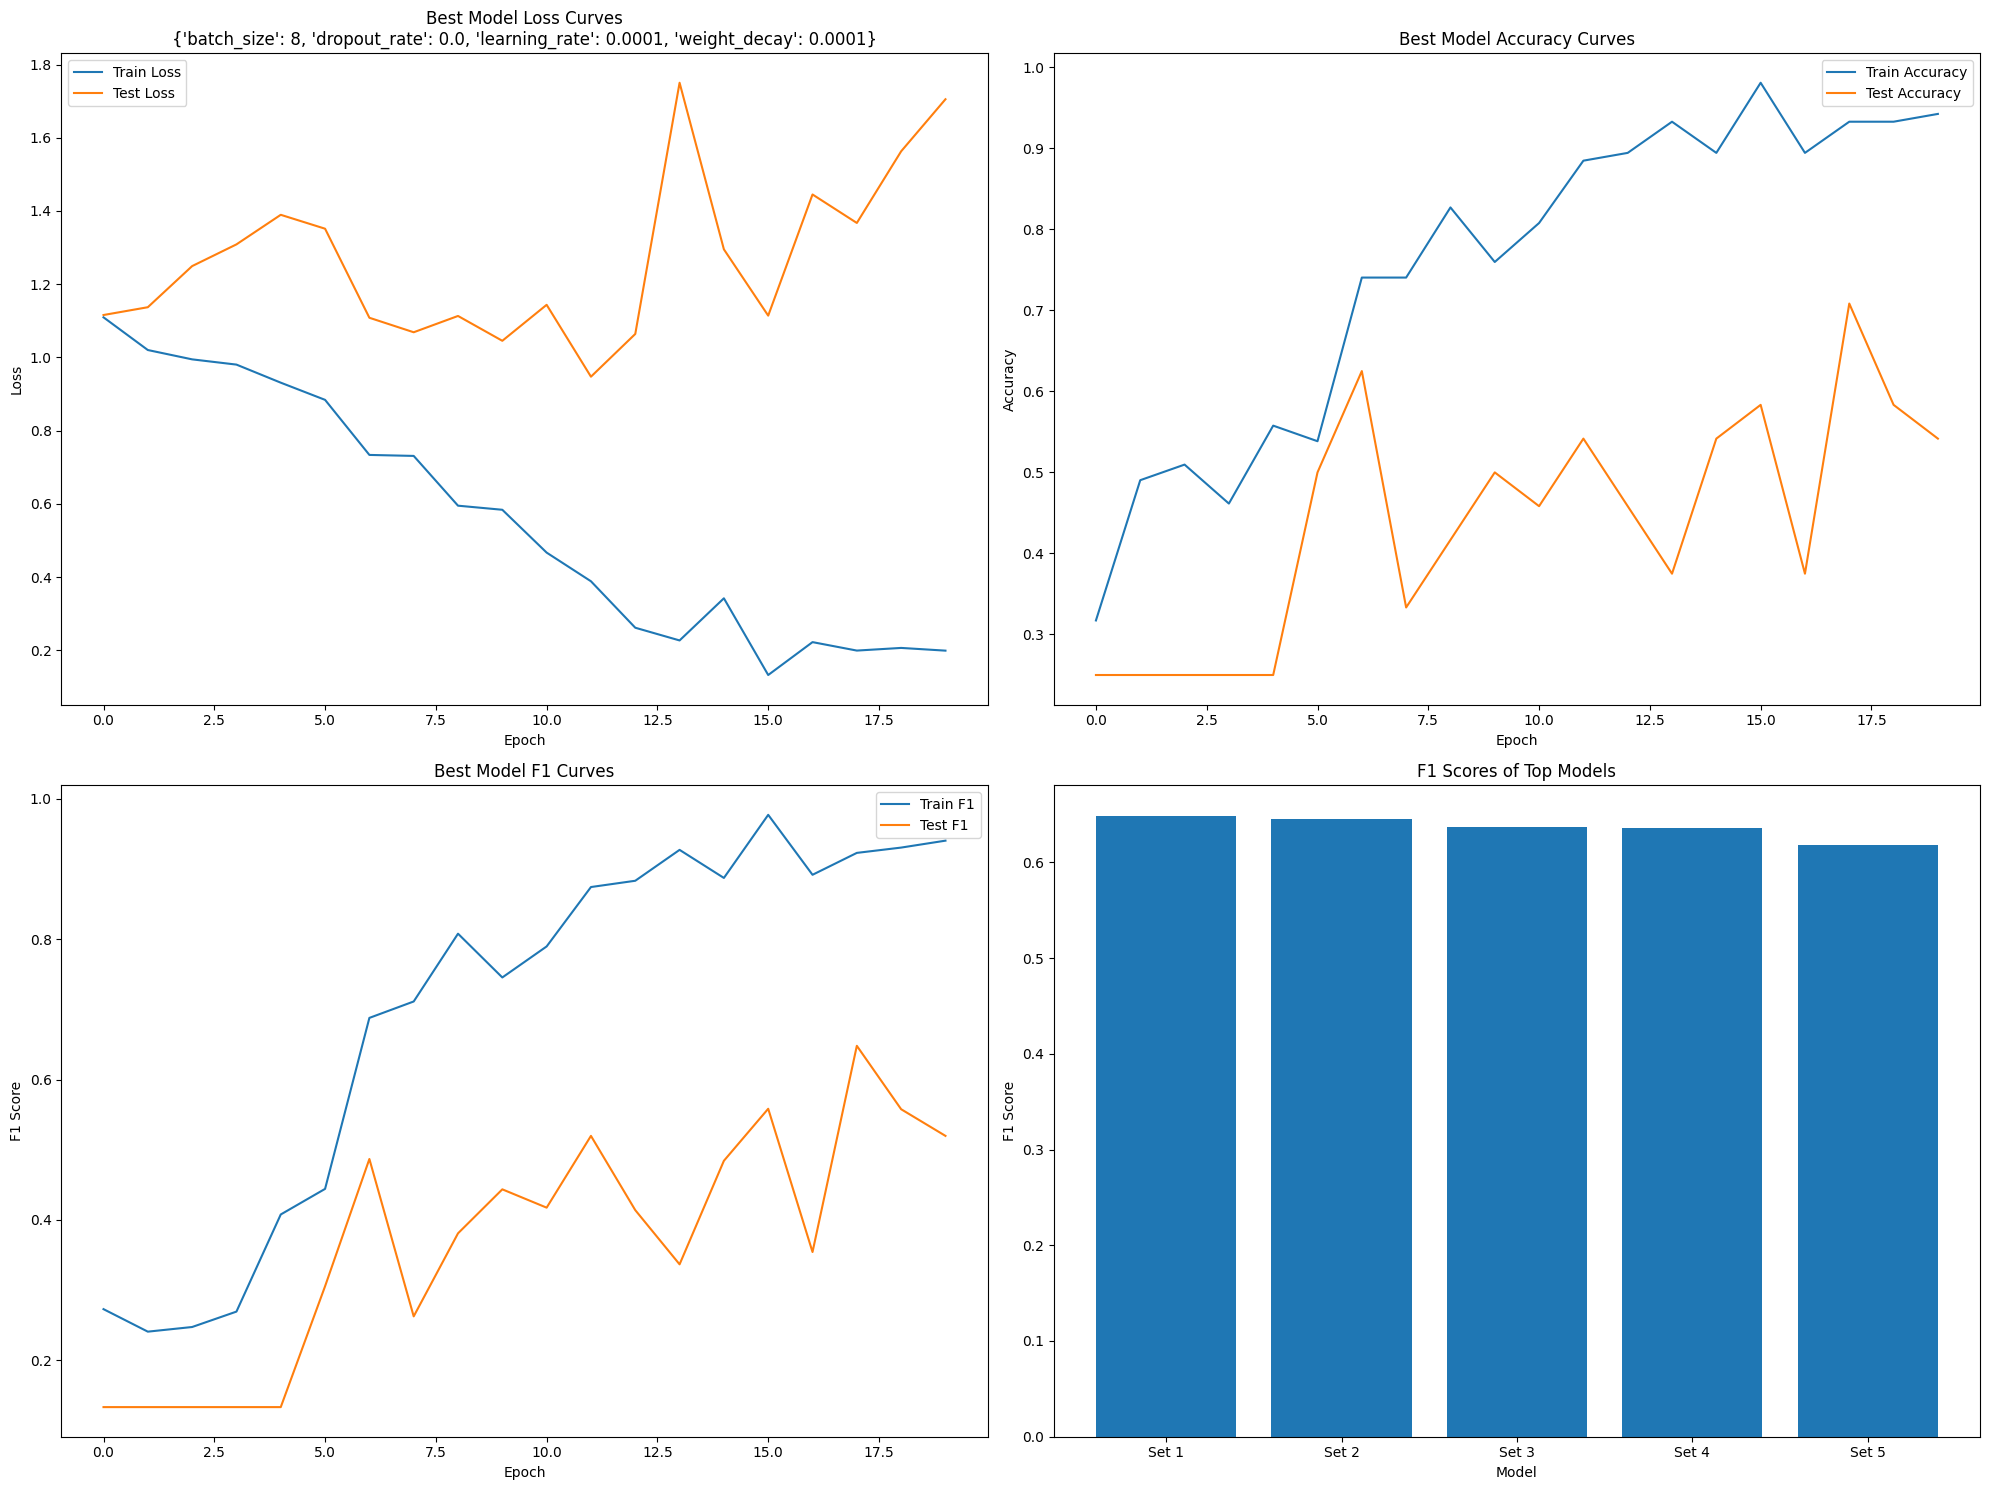 Best Model Loss Curves
{'batch_size': 8, 'dropout_rate': 0.0, 'learning_rate': 0.0001, 'weight_decay': 0.0001}
Train Loss
Test Loss
1.8
1.6
1.4
1.2
1.0
0.8
0.6
0.4
0.2
Loss
0.0
2.5
5.0
7.5
10.0
12.5
15.0
17.5
Epoch
Best Model Accuracy Curves
Train Accuracy
Test Accuracy
1.0
0.9
0.8
0.7
0.6
0.5
0.4
0.3
Accuracy
0.0
2.5
5.0
7.5
10.0
12.5
15.0
17.5
Epoch
Best Model F1 Curves
Train F1
Test F1
1.0
0.8
0.6
0.4
0.2
F1 Score
0.0
2.5
5.0
7.5
10.0
12.5
15.0
17.5
Epoch
F1 Scores of Top Models
0.6
0.5
0.4
0.3
0.2
0.1
0.0
F1 Score
Set 1
Set 2
Set 3
Set 4
Set 5
Model